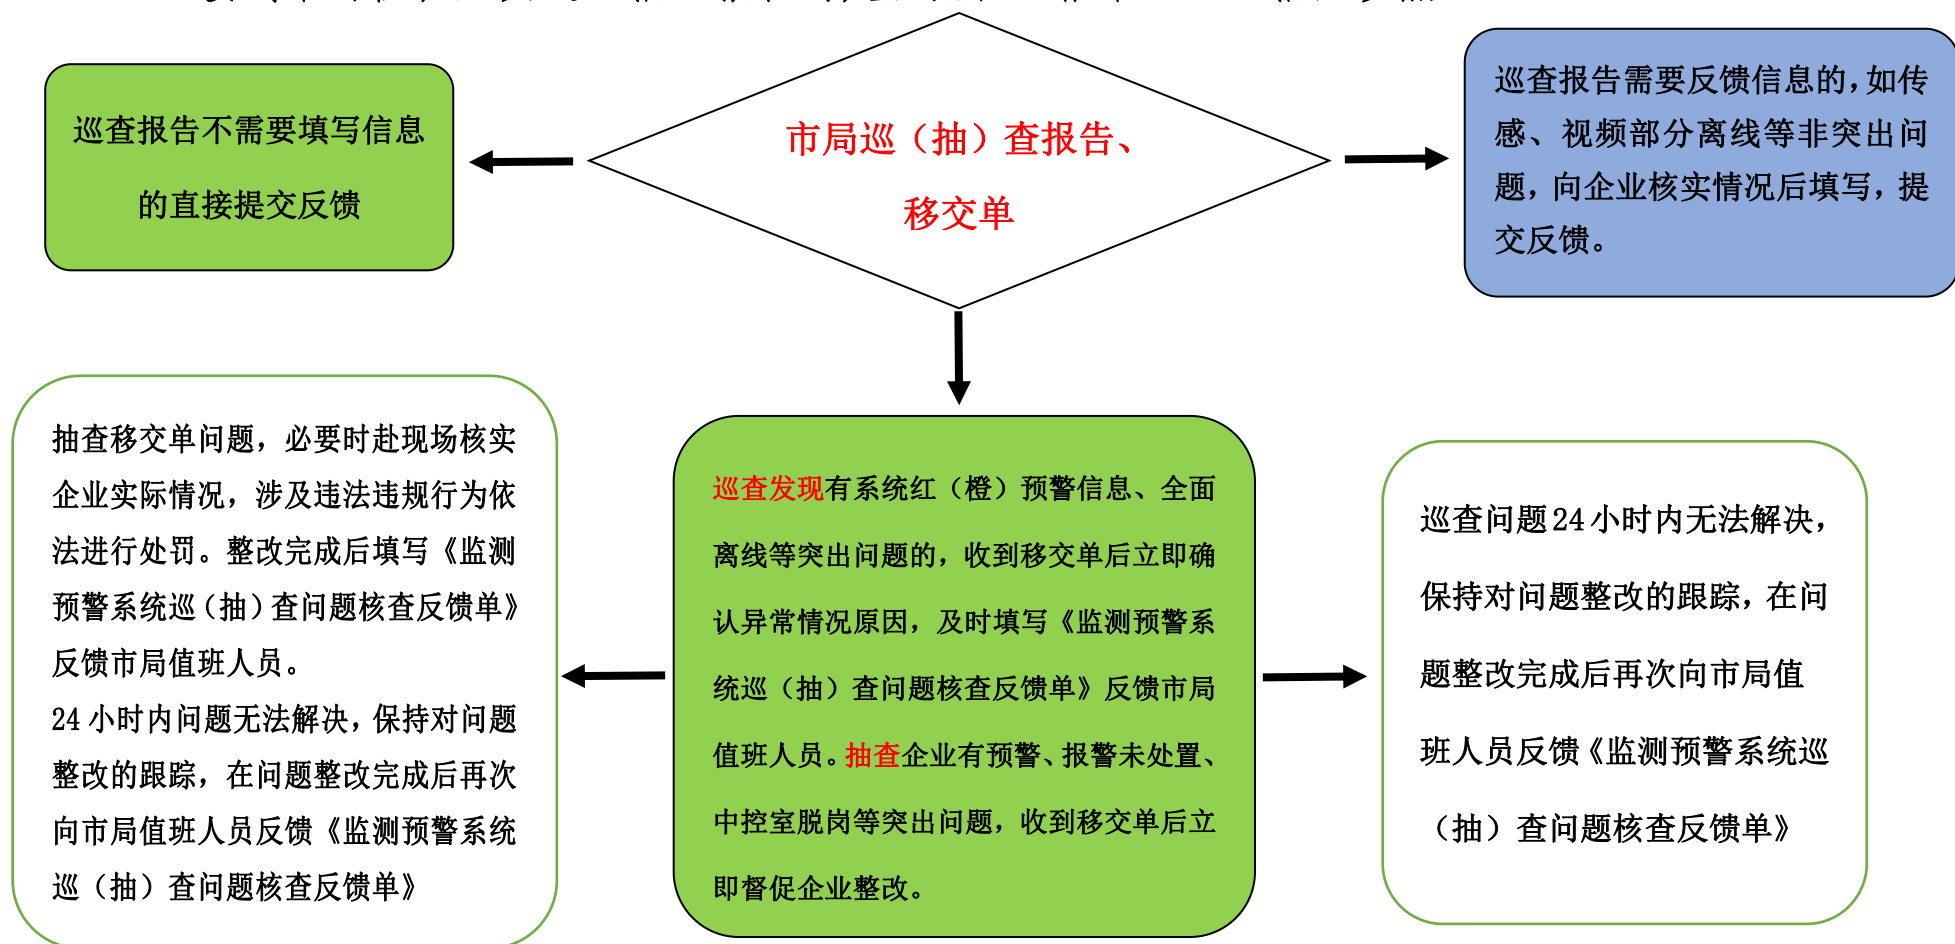 巡查报告不需要填写信息
的直接提交反馈
市局巡（抽）查报告、
移交单
巡查报告需要反馈信息的，如传
感、视频部分离线等非突出问
题，向企业核实情况后填写，提
交反馈。
抽查移交单问题，必要时赴现场核实
企业实际情况，涉及违法违规行为依
法进行处罚。整改完成后填写《监测
预警系统巡（抽）查问题核查反馈单》
反馈市局值班人员。
24小时内问题无法解决，保持对问题
整改的跟踪，在问题整改完成后再次
向市局值班人员反馈《监测预警系统
巡（抽）查问题核查反馈单》
巡查发现有系统红（橙）预警信息、全面
离线等突出问题的，收到移交单后立即确
认异常情况原因，及时填写《监测预警系
统巡（抽）查问题核查反馈单》反馈市局
值班人员。抽查企业有预警、报警未处置、
中控室脱岗等突出问题，收到移交单后立
即督促企业整改。
巡查问题24小时内无法解决，
保持对问题整改的跟踪，在问
题整改完成后再次向市局值
班人员反馈《监测预警系统巡
（抽）查问题核查反馈单》